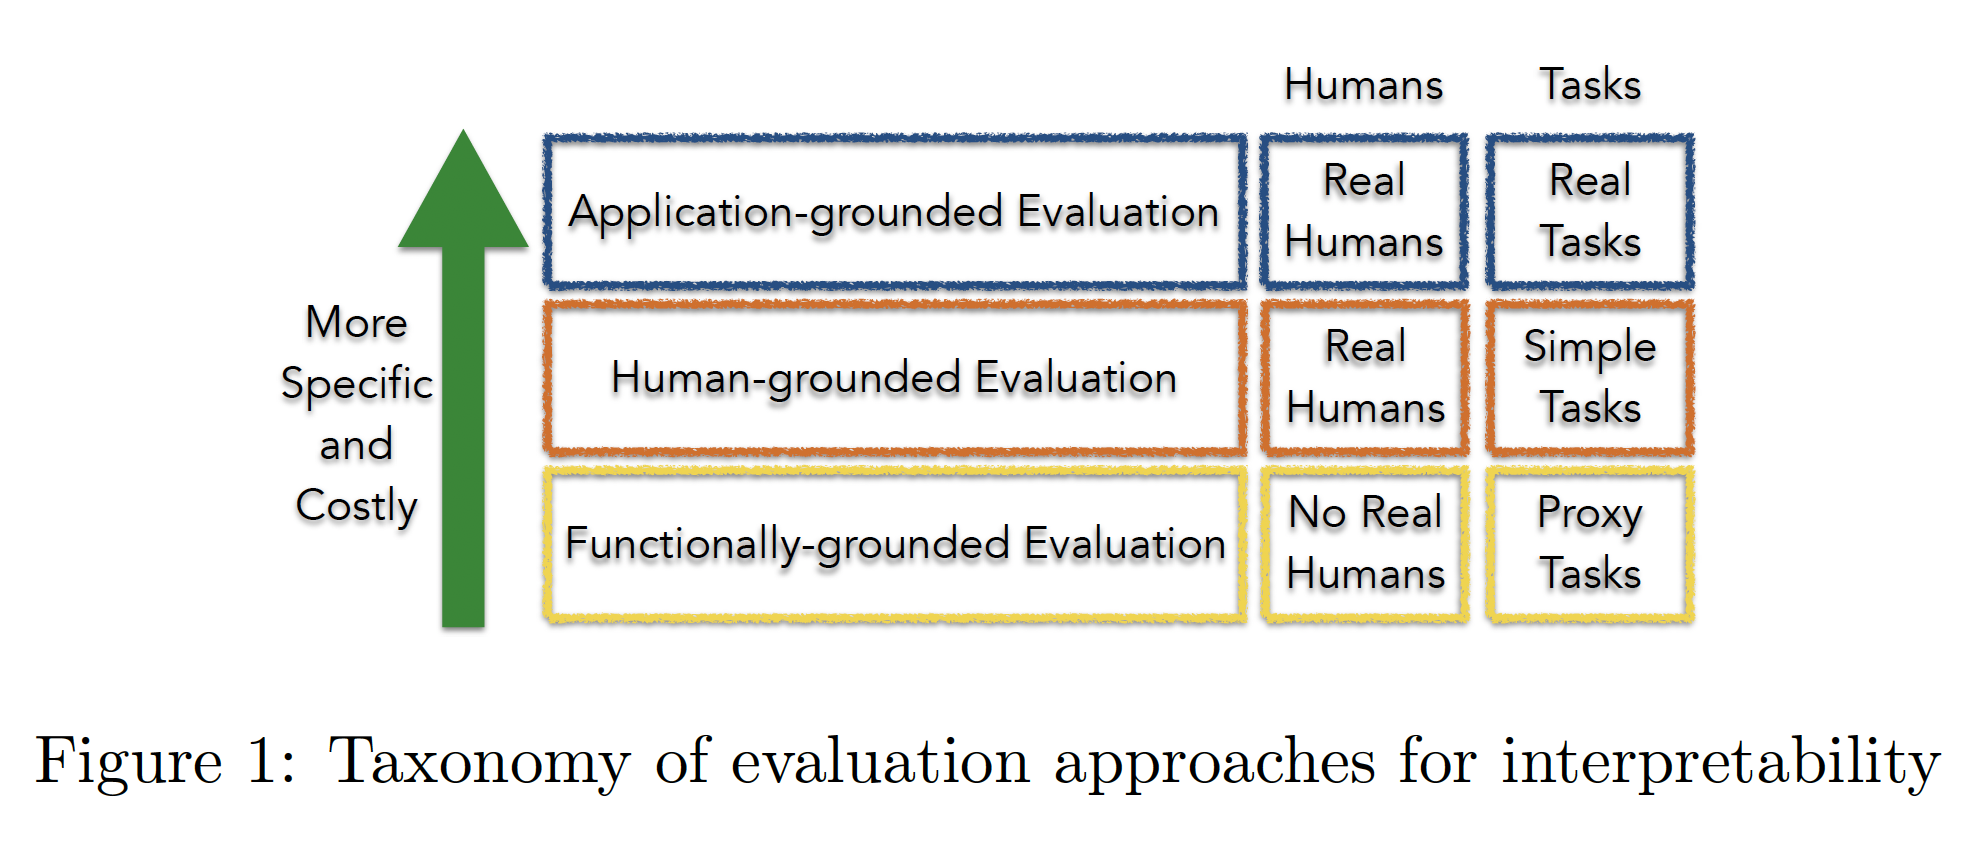 Humans Tasks
Application-grounded Evaluation
Real
Humans
Real
Tasks
More
Specific
and
Costly
Human-grounded Evaluation
Real
Humans
Simple
Tasks
Functionally-grounded Evaluation
No Real
Humans
Proxy
Tasks
Figure 1: Taxonomy of evaluation approaches for interpretability